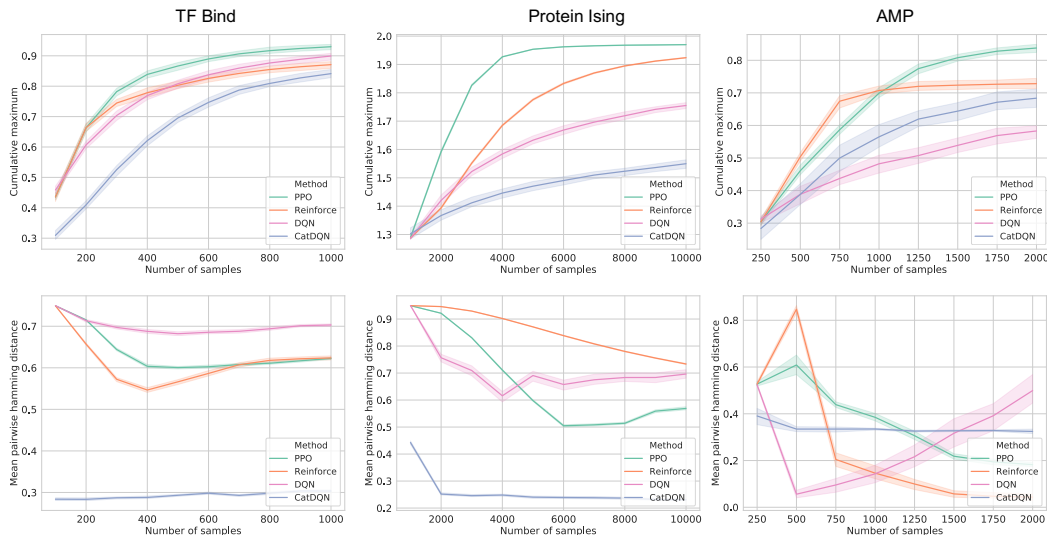 TF Bind
Protein Ising
AMP
Cumulative maximum
0.9
0.8
0.7
0.6
0.5
0.4
0.3
200
400
600
800
1000
Number of samples
Method
PPO
Reinforce
DQN
CatDQN
Cumulative maximum
2.0
1.9
1.8
1.7
1.6
1.5
1.4
1.3
2000
4000
6000
8000
10000
Number of samples
Method
PPO
Reinforce
DQN
CatDQN
Cumulative maximum
0.8
0.7
0.6
0.5
0.4
0.3
250
500
750
1000
1250
1500
1750
2000
Number of samples
Method
PPO
Reinforce
DQN
CatDQN
Mean pairwise hamming distance
0.7
0.6
0.5
0.4
0.3
200
400
600
800
1000
Number of samples
Method
PPO
Reinforce
DQN
CatDQN
Mean pairwise hamming distance
0.9
0.8
0.7
0.6
0.5
0.4
0.3
0.2
2000
4000
6000
8000
10000
Number of samples
Method
PPO
Reinforce
DQN
CatDQN
Mean pairwise hamming distance
0.8
0.6
0.4
0.2
0.0
250
500
750
1000
1250
1500
1750
2000
Number of samples
Method
PPO
Reinforce
DQN
CatDQN